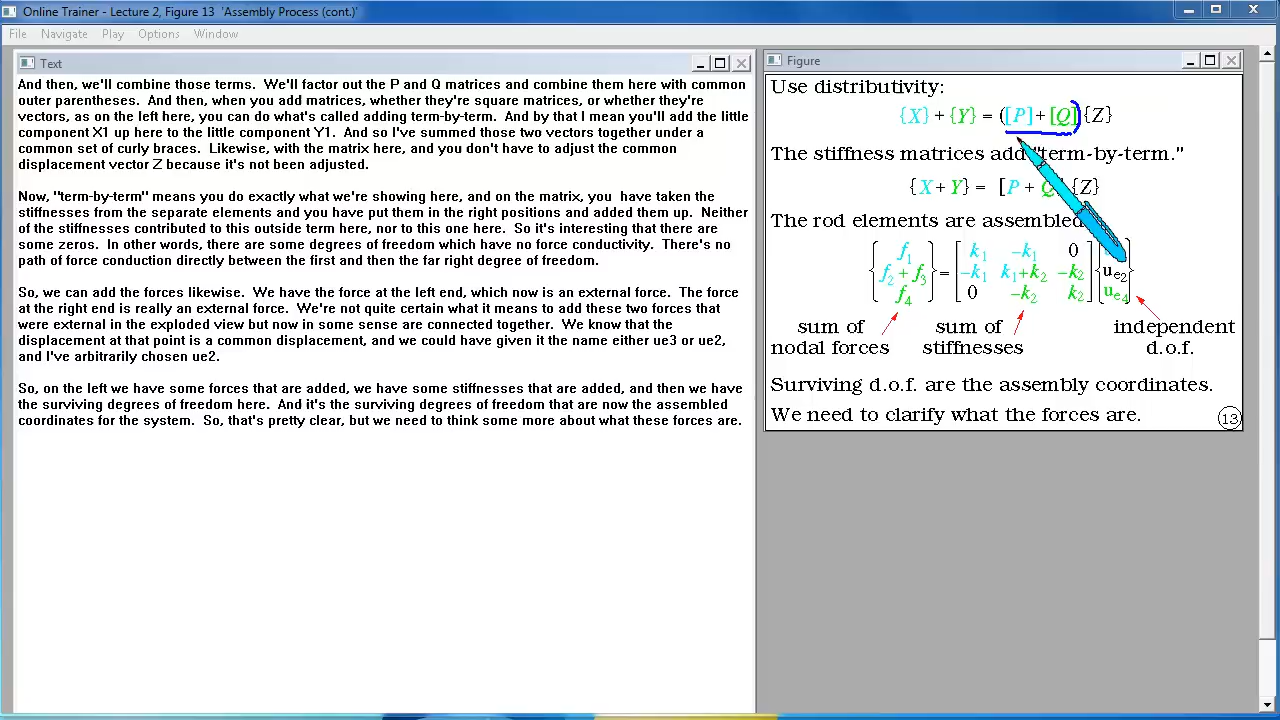 Online Trainer - Lecture 2, Figure 13 'Assembly Process (cont.)'
File Navigate Play Options Window
Text
And then, we'll combine those terms. We'll factor out the P and Q matrices and combine them here with common
outer parentheses. And then, when you add matrices, whether they're square matrices, or whether they're
vectors, as on the left here, you can do what's called adding term-by-term. And by that I mean you'll add the little
component X1 up here to the little component Y1. And so I've summed those two vectors together under a
common set of curly braces. Likewise, with the matrix here, and you don't have to adjust the common
displacement vector Z because it's not been adjusted.
Now, "term-by-term" means you do exactly what we're showing here, and on the matrix, you have taken the
stiffnesses from the separate elements and you have put them in the right positions and added them up. Neither
of the stiffnesses contributed to this outside term here, not to this one here. So it's interesting that there are
some zeros. In other words, there are some degrees of freedom which have no force conductivity. There's no
path of force conduction directly between the first and then the far right degree of freedom.
So, we can add the forces likewise. We have the force at the left end, which now is an external force. The force
at the right end is really an external force. We're not quite certain what it means to add these two forces that
were external in the exploded view but now in some sense are connected together. We know that the
displacement at that point is a common displacement, and we could have given it the name either ue3 or ue2,
and I've arbitrarily chosen ue2.
So, on the left we have some forces that are added, we have some stiffnesses that are added, and then we have
the surviving degrees of freedom here. And it's the surviving degrees of freedom that are now the assembled
coordinates for the system. So, that's pretty clear, but we need to think some more about what these forces are.
Figure
Use distributivity:
{X} + {Y} = ([P] + [Q]){Z}
The stiffness matrices add "term-by-term."
{X + Y} = [P + Q] {Z}
The rod elements are assembled
f1 k1 −k1 0
f2 + f3 = −k1 k1+k2 −k2 ue2
f4 0 −k2 k2 ue4
sum of nodal forces
sum of stiffnesses
independent d.o.f.
Surviving d.o.f. are the assembly coordinates.
We need to clarify what the forces are.
13